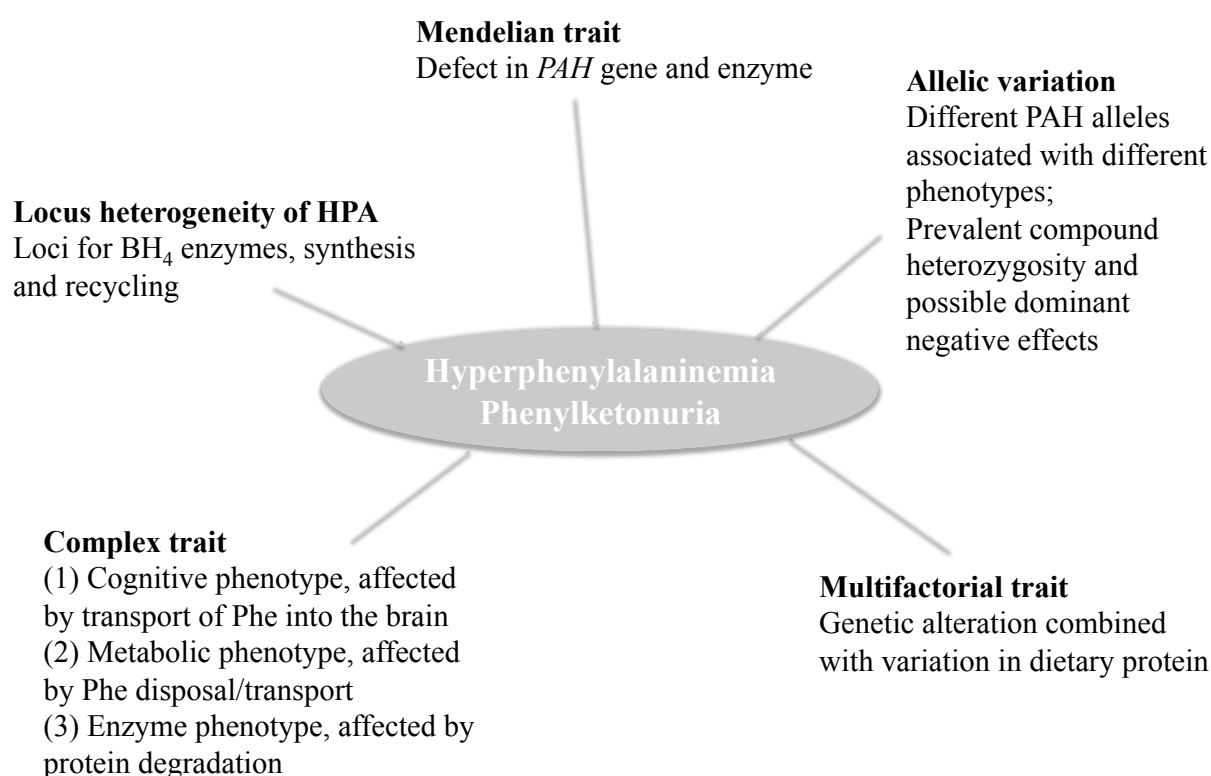 Mendelian trait
Defect in PAH gene and enzyme
Allelic variation
Different PAH alleles
associated with different
phenotypes;
Prevalent compound
heterozygosity and
possible dominant
negative effects
Locus heterogeneity of HPA
Loci for BH₄ enzymes, synthesis
and recycling
Hyperphenylalaninemia
Phenylketonuria
Complex trait
(1) Cognitive phenotype, affected
by transport of Phe into the brain
(2) Metabolic phenotype, affected
by Phe disposal/transport
(3) Enzyme phenotype, affected by
protein degradation
Multifactorial trait
Genetic alteration combined
with variation in dietary protein